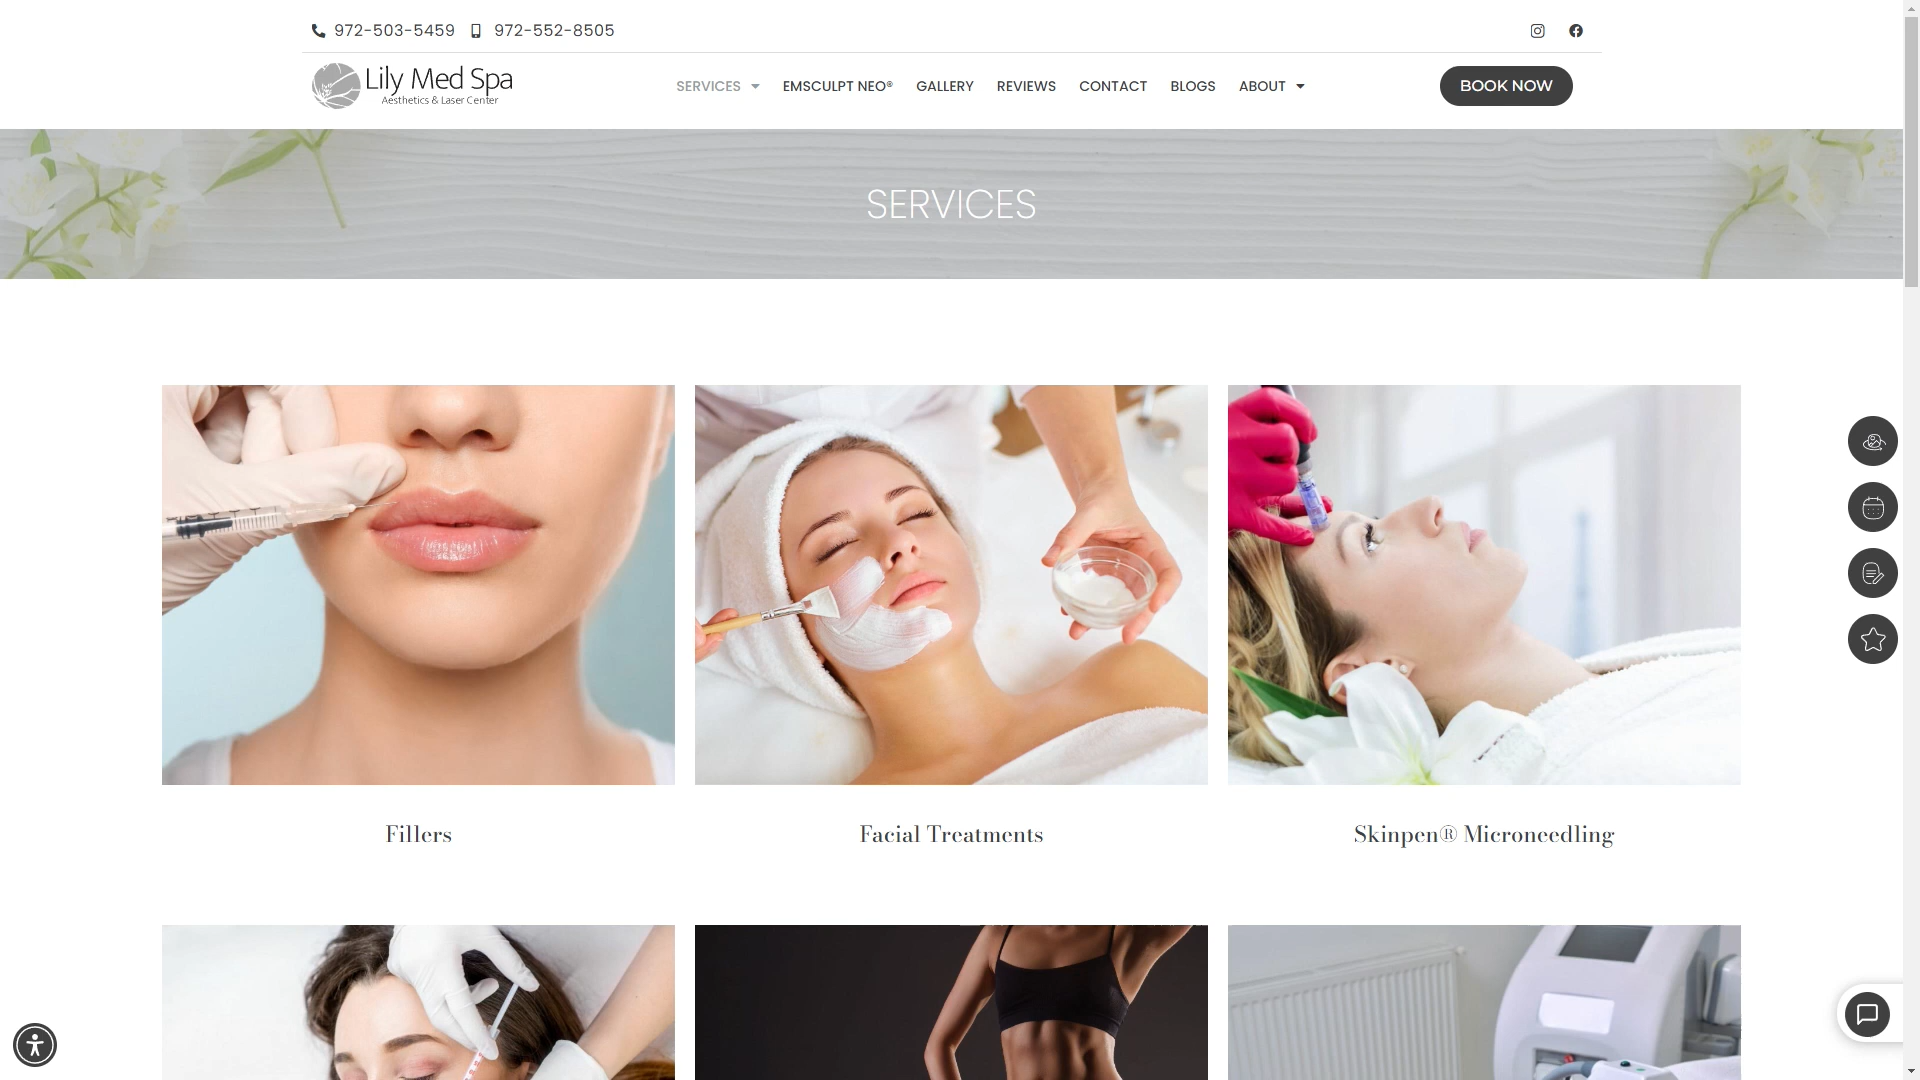 972-503-5459 972-552-8505
Lily Med Spa
Aesthetics & Laser Center
SERVICES EMSCULPT NEO® GALLERY REVIEWS CONTACT BLOGS ABOUT BOOK NOW
SERVICES
Fillers Facial Treatments Skinpen® Microneedling